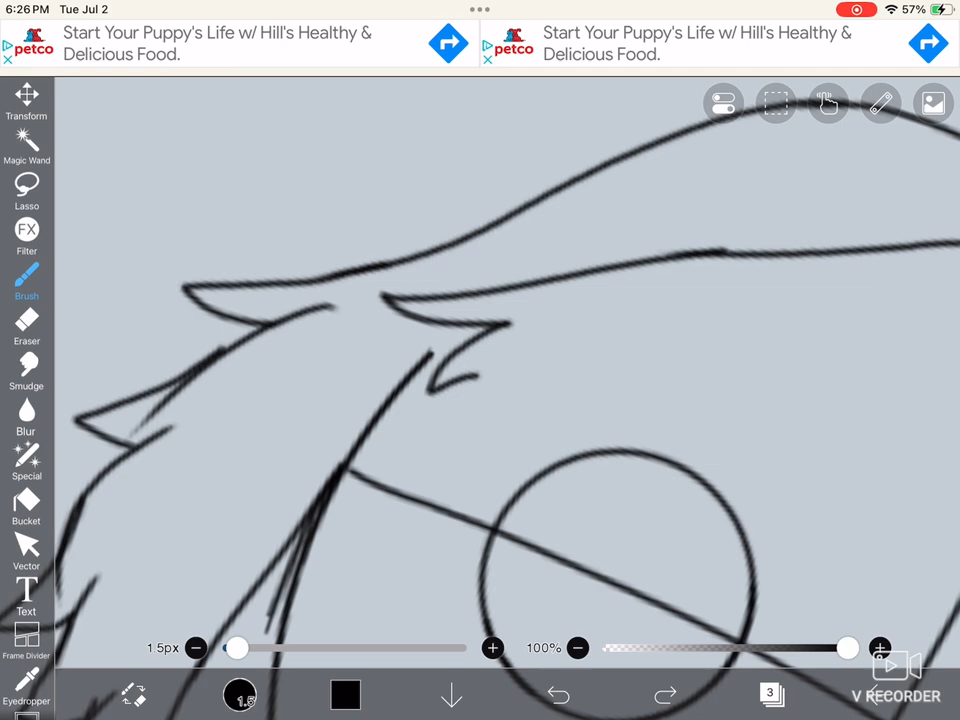 6:26 PM Tue Jul 2
57%
petco
Start Your Puppy's Life w/ Hill's Healthy &
Delicious Food.
petco
Start Your Puppy's Life w/ Hill's Healthy &
Delicious Food.
Transform
Magic Wand
Lasso
FX
Filter
Brush
Eraser
Smudge
Blur
Special
Bucket
Vector
T
Text
Frame Divider
Eyedropper
1.5px
100%
1.5
3
V RECORDER